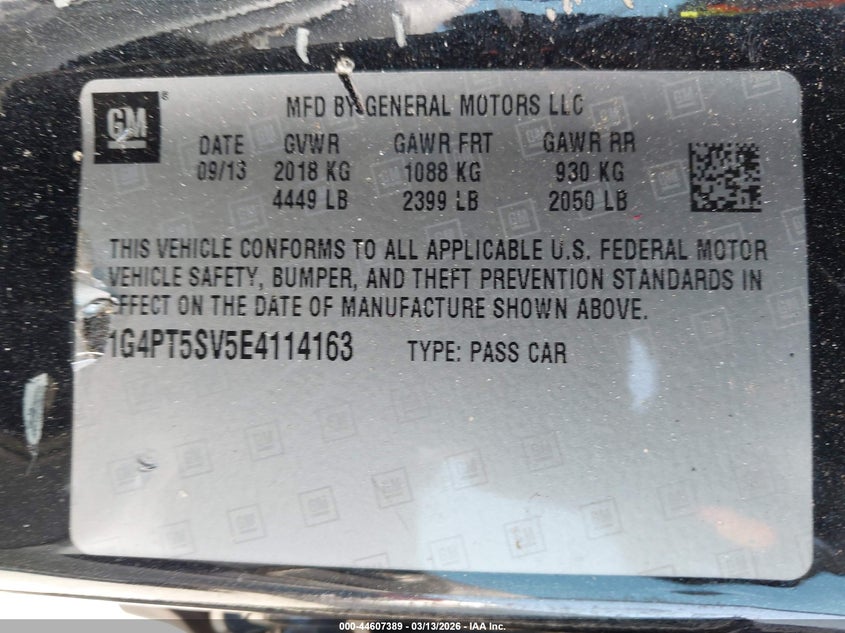 GM ®
MFD BY GENERAL MOTORS LLC
DATE GVWR GAWR FRT GAWR RR
09/13 2018 KG 1088 KG 930 KG
4449 LB 2399 LB 2050 LB
THIS VEHICLE CONFORMS TO ALL APPLICABLE U.S. FEDERAL MOTOR
VEHICLE SAFETY, BUMPER, AND THEFT PREVENTION STANDARDS IN
EFFECT ON THE DATE OF MANUFACTURE SHOWN ABOVE.
1G4PT5SV5E4114163 TYPE: PASS CAR
000-44607389 - 03/13/2026 - IAA Inc.